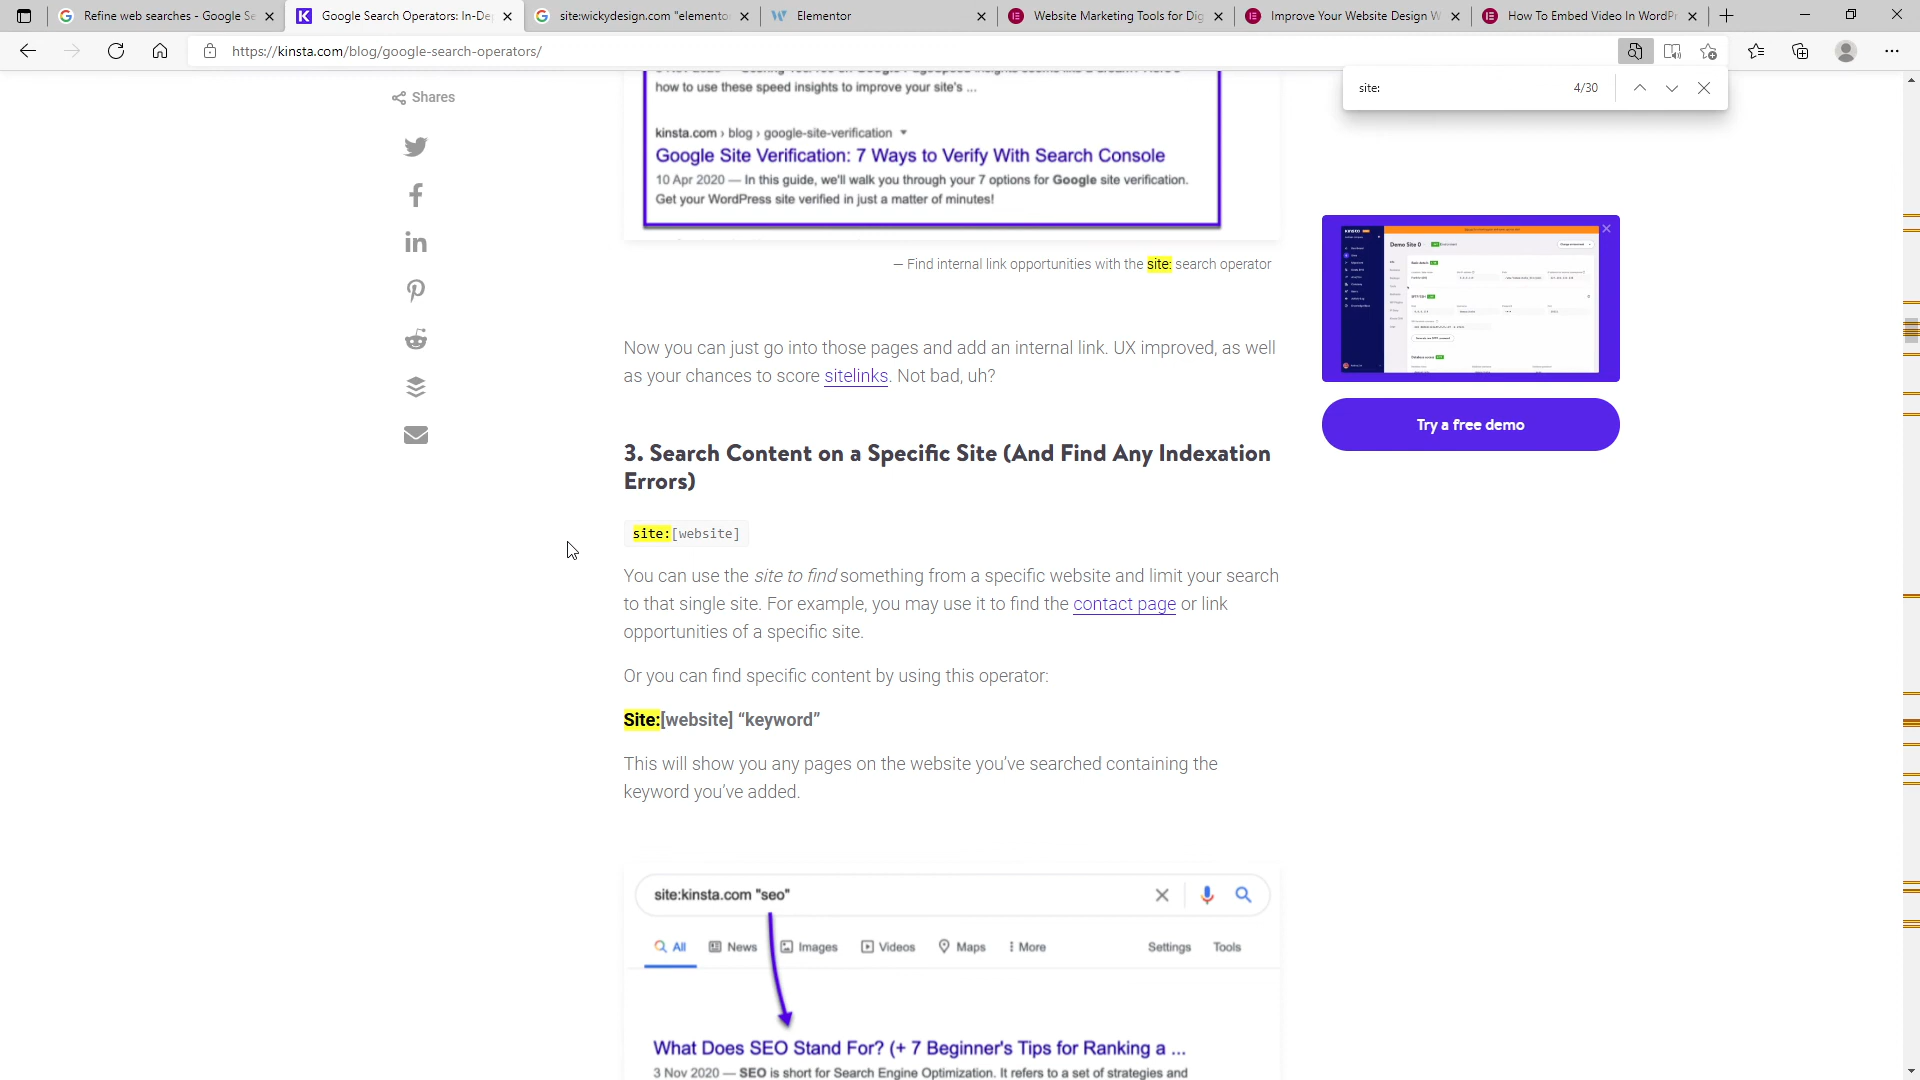 Refine web searches - Google Se
Google Search Operators: In-Dep
site:wickydesign.com "elemento
Elementor
Website Marketing Tools for Dig
Improve Your Website Design W
How To Embed Video In WordPr
https://kinsta.com/blog/google-search-operators/
site:
4/30
Shares
how to use these speed insights to improve your site's ...
kinsta.com › blog › google-site-verification
Google Site Verification: 7 Ways to Verify With Search Console
10 Apr 2020 — In this guide, we'll walk you through your 7 options for Google site verification.
Get your WordPress site verified in just a matter of minutes!
— Find internal link opportunities with the site: search operator
Now you can just go into those pages and add an internal link. UX improved, as well
as your chances to score sitelinks. Not bad, uh?
Demo Site 0
Try a free demo
3. Search Content on a Specific Site (And Find Any Indexation
Errors)
site:[website]
You can use the site to find something from a specific website and limit your search
to that single site. For example, you may use it to find the contact page or link
opportunities of a specific site.
Or you can find specific content by using this operator:
Site:[website] “keyword”
This will show you any pages on the website you’ve searched containing the
keyword you’ve added.
site:kinsta.com "seo"
All News Images Videos Maps More Settings Tools
What Does SEO Stand For? (+ 7 Beginner's Tips for Ranking a ...
3 Nov 2020 — SEO is short for Search Engine Optimization. It refers to a set of strategies and